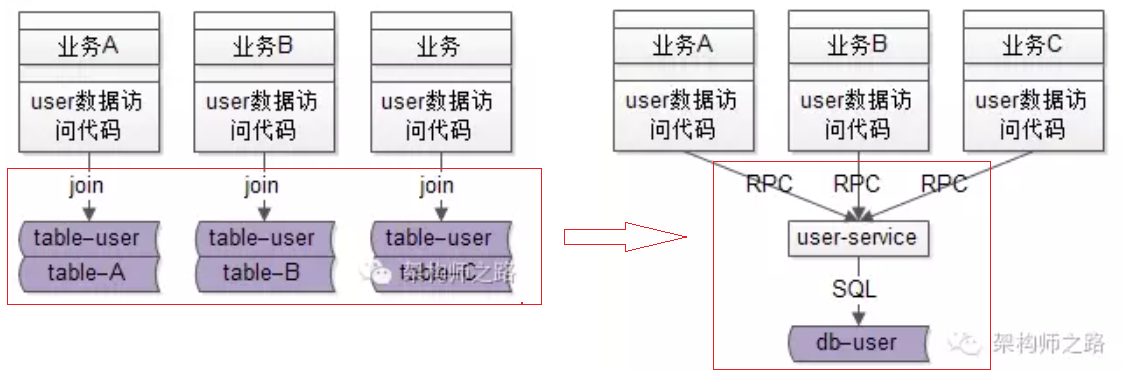 业务A
业务B
业务
业务A
业务B
业务C
user数据访
问代码
user数据访
问代码
user数据访
问代码
user数据访
问代码
user数据访
问代码
user数据访
问代码
join
join
join
RPC
RPC
RPC
table-user
table-A
table-user
table-B
table-user
table-C
架构师之路
user-service
SQL
db-user
架构师之路